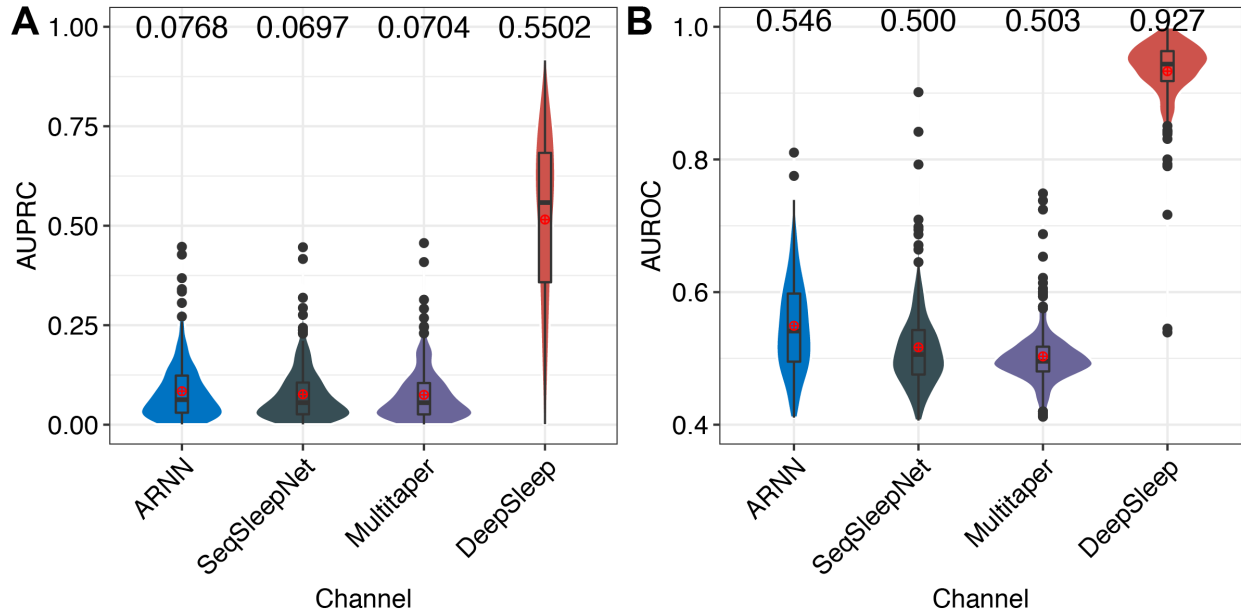 A
0.0768 0.0697 0.0704 0.5502
1.00
0.75
0.50
0.25
0.00
AUPRC
ARNN
SeqSleepNet
Multitaper
DeepSleep
Channel
B
0.546 0.500 0.503 0.927
1.0
0.8
0.6
0.4
AUROC
ARNN
SeqSleepNet
Multitaper
DeepSleep
Channel